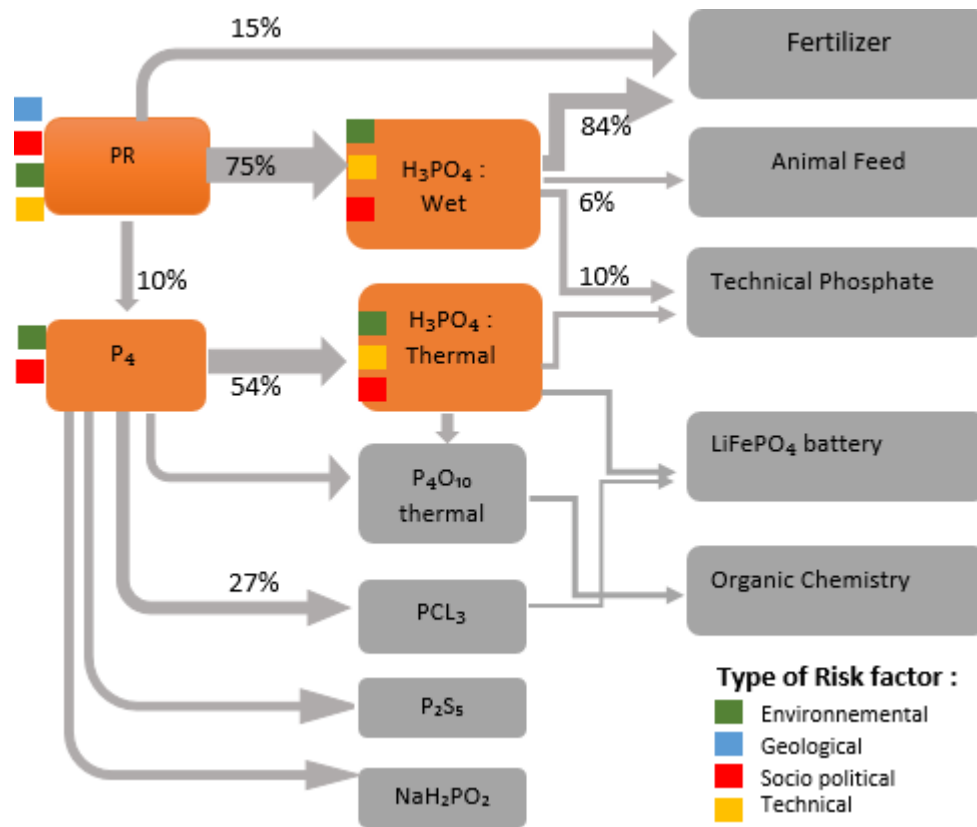 15%
Fertilizer
84%
PR
75%
H₃PO₄ :
Wet
Animal Feed
6%
10%
10%
Technical Phosphate
P₄
54%
H₃PO₄ :
Thermal
LiFePO₄ battery
P₄O₁₀
thermal
27%
PCL₃
Organic Chemistry
P₂S₅
NaH₂PO₂
Type of Risk factor :
Environnemental
Geological
Socio political
Technical